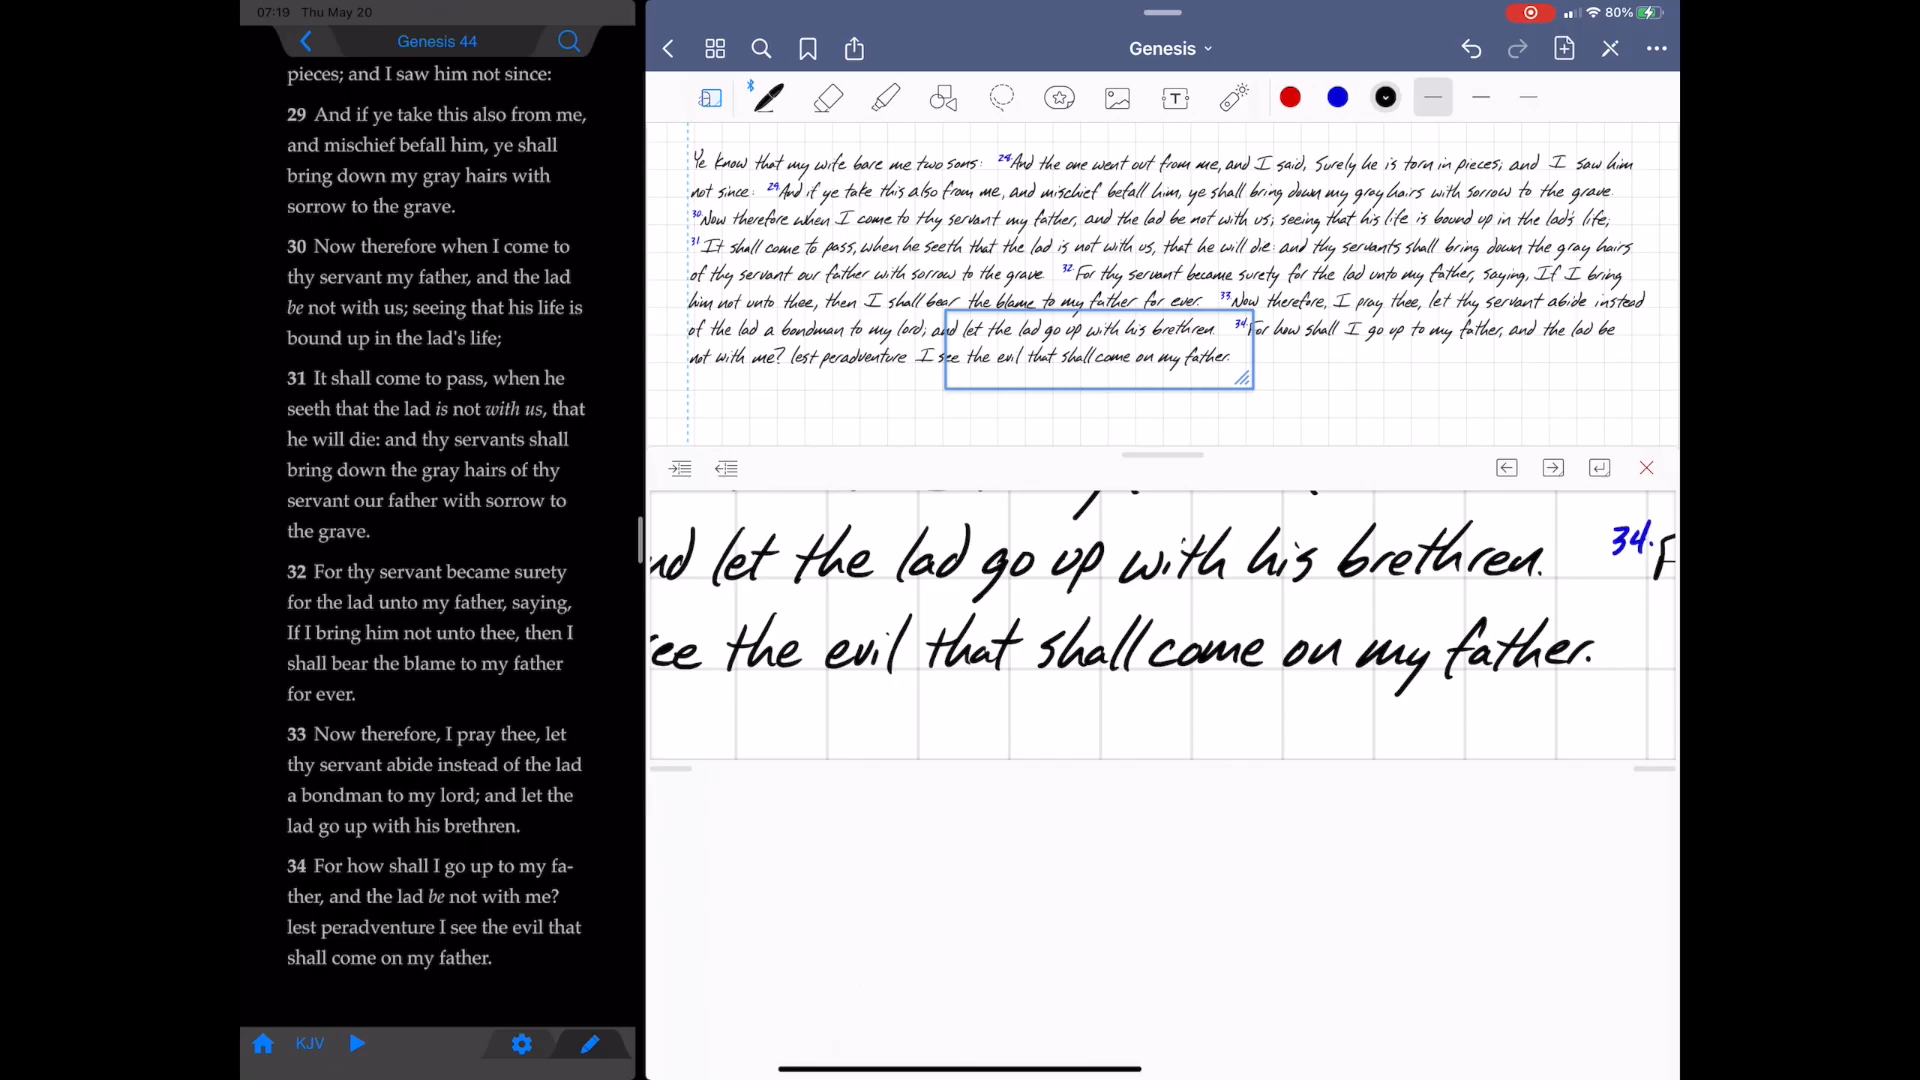 07:19 Thu May 20
Genesis 44
pieces; and I saw him not since:
29 And if ye take this also from me,
and mischief befall him, ye shall
bring down my gray hairs with
sorrow to the grave.
30 Now therefore when I come to
thy servant my father, and the lad
be not with us; seeing that his life is
bound up in the lad's life;
31 It shall come to pass, when he
seeth that the lad is not with us, that
he will die: and thy servants shall
bring down the gray hairs of thy
servant our father with sorrow to
the grave.
32 For thy servant became surety
for the lad unto my father, saying,
If I bring him not unto thee, then I
shall bear the blame to my father
for ever.
33 Now therefore, I pray thee, let
thy servant abide instead of the lad
a bondman to my lord; and let the
lad go up with his brethren.
34 For how shall I go up to my fa-
ther, and the lad be not with me?
lest peradventure I see the evil that
shall come on my father.
KJV
80%
Genesis
T
Ye know that my wife bare me two sons: 28. And the one went out from me, and I said, Surely he is torn in pieces; and I saw him
not since: 29. And if ye take this also from me, and mischief befall him, ye shall bring down my gray hairs with sorrow to the grave.
30. Now therefore when I come to thy servant my father, and the lad be not with us; seeing that his life is bound up in the lad's life;
31. It shall come to pass, when he seeth that the lad is not with us, that he will die: and thy servants shall bring down the gray hairs
of thy servant our father with sorrow to the grave. 32. For thy servant became surety for the lad unto my father, saying, If I bring
him not unto thee, then I shall bear the blame to my father for ever. 33. Now therefore, I pray thee, let thy servant abide instead
of the lad a bondman to my lord; and let the lad go up with his brethren. 34. For how shall I go up to my father, and the lad be
not with me? lest peradventure I see the evil that shall come on my father.
nd let the lad go up with his brethren. 34. F
ee the evil that shall come on my father.